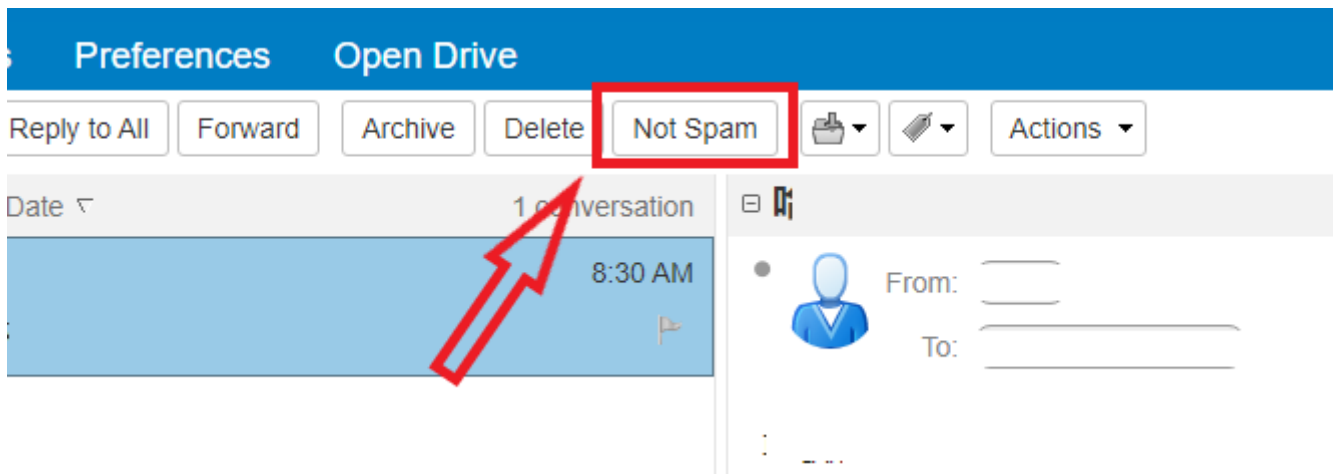 Preferences Open Drive
Reply to All Forward Archive Delete Not Spam Actions
Date 1 conversation
8:30 AM
From:
To: